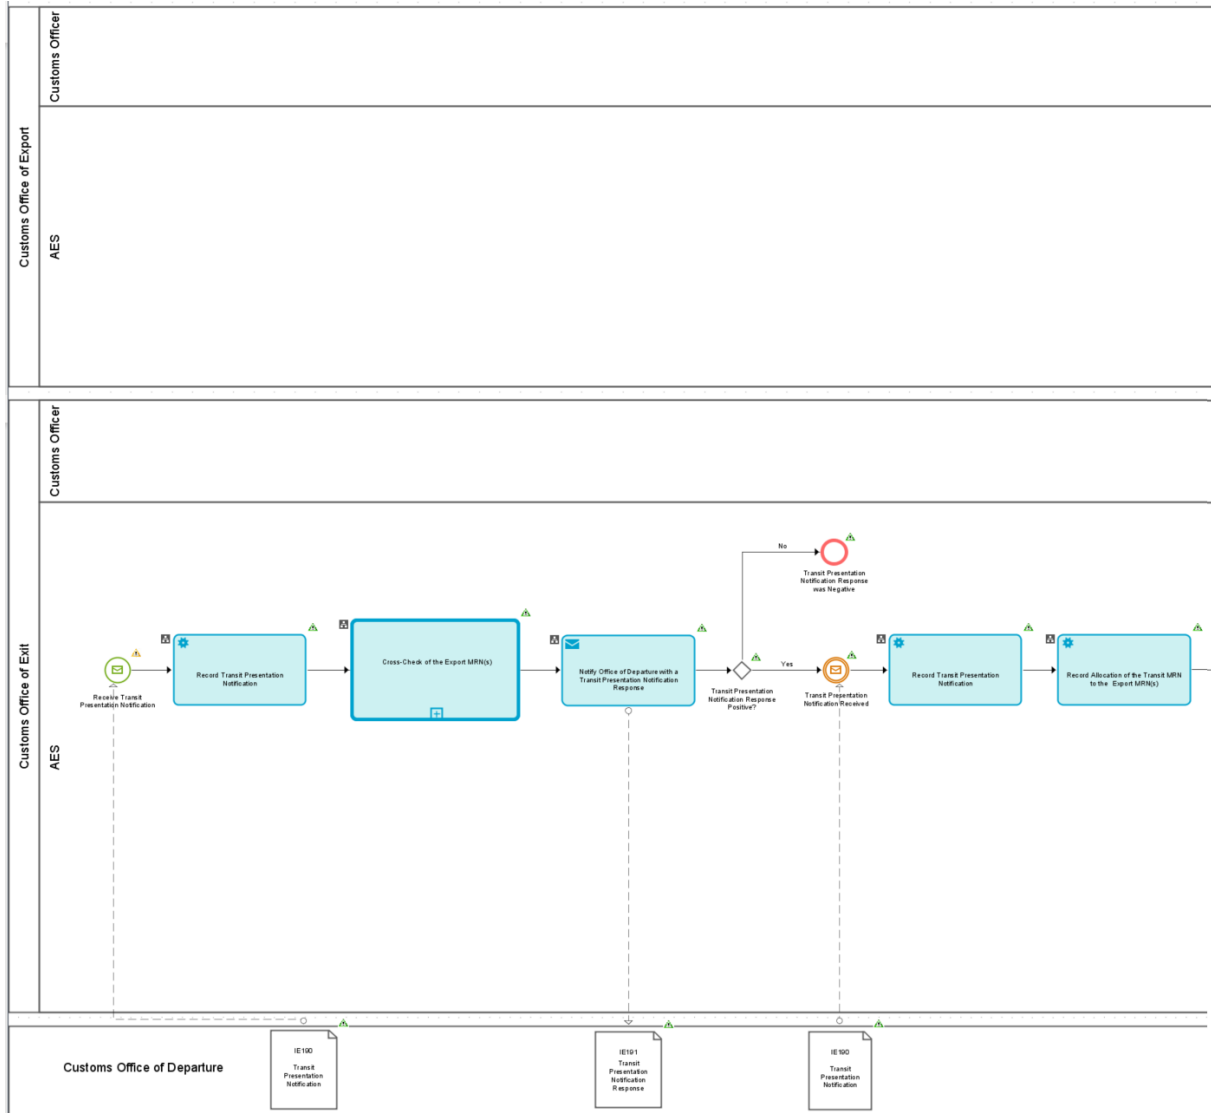 Customs Office of Export
Customs Officer
AES
Customs Office of Exit
Customs Officer
AES
No
Transit Presentation
Notification Response
was Negative
Receive Transit
Presentation Notification
Record Transit Presentation
Notification
Cross-Check of the Export MRN(s)
Notify Office of Departure with a
Transit Presentation Notification
Response
Transit Presentation
Notification Response
Positive?
Yes
Transit Presentation
Notification Received
Record Transit Presentation
Notification
Record Allocation of the Transit MRN
to the Export MRN(s)
Customs Office of Departure
IE190
Transit
Presentation
Notification
IE191
Transit
Presentation
Notification
Response
IE190
Transit
Presentation
Notification